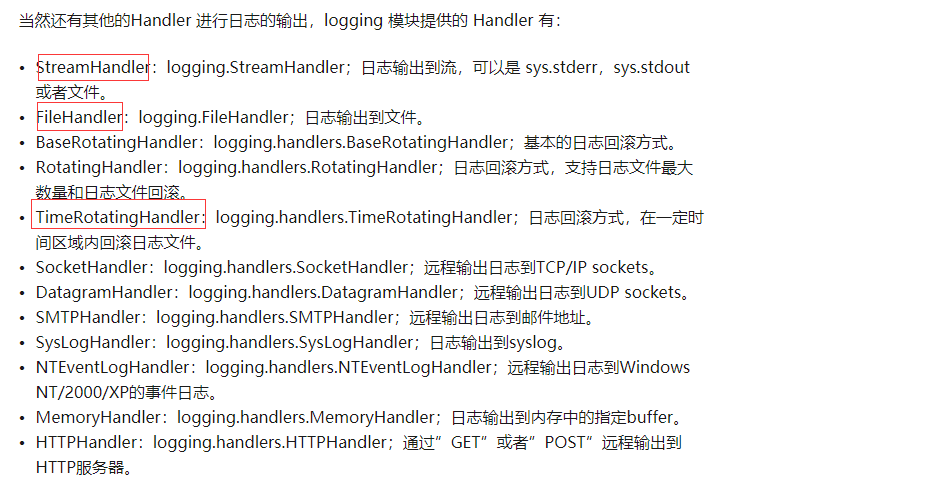 当然还有其他的Handler 进行日志的输出，logging 模块提供的 Handler 有：
• StreamHandler：logging.StreamHandler；日志输出到流，可以是 sys.stderr，sys.stdout
或者文件。
• FileHandler：logging.FileHandler；日志输出到文件。
• BaseRotatingHandler：logging.handlers.BaseRotatingHandler；基本的日志回滚方式。
• RotatingHandler：logging.handlers.RotatingHandler；日志回滚方式，支持日志文件最大
数量和日志文件回滚。
• TimeRotatingHandler：logging.handlers.TimeRotatingHandler；日志回滚方式，在一定时
间区域内回滚日志文件。
• SocketHandler：logging.handlers.SocketHandler；远程输出日志到TCP/IP sockets。
• DatagramHandler：logging.handlers.DatagramHandler；远程输出日志到UDP sockets。
• SMTPHandler：logging.handlers.SMTPHandler；远程输出日志到邮件地址。
• SysLogHandler：logging.handlers.SysLogHandler；日志输出到syslog。
• NTEventLogHandler：logging.handlers.NTEventLogHandler；远程输出日志到Windows
NT/2000/XP的事件日志。
• MemoryHandler：logging.handlers.MemoryHandler；日志输出到内存中的指定buffer。
• HTTPHandler：logging.handlers.HTTPHandler；通过”GET”或者”POST”远程输出到
HTTP服务器。